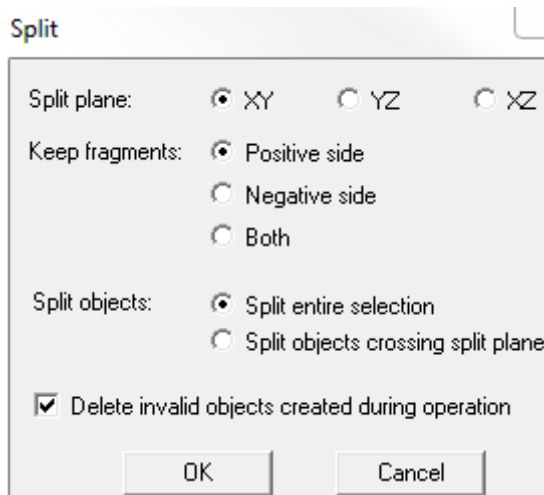 Split
Split plane: XY YZ XZ
Keep fragments: Positive side
Negative side
Both
Split objects: Split entire selection
Split objects crossing split plane
Delete invalid objects created during operation
OK Cancel